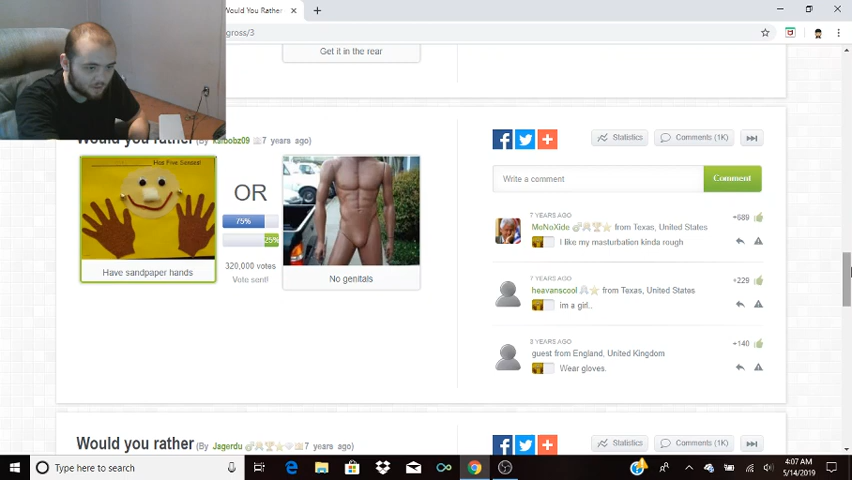 Would You Rather
gross/3
Get it in the rear
Would you rather (By karbobz09 7 years ago)
Has Five Senses!
OR
75%
25%
320,000 votes
Vote sent!
Have sandpaper hands
No genitals
Statistics
Comments (1K)
Write a comment
Comment
7 YEARS AGO
+689
MoNoXide from Texas, United States
I like my masturbation kinda rough
7 YEARS AGO
+229
heavanscool from Texas, United States
im a girl..
3 YEARS AGO
+140
guest from England, United Kingdom
Wear gloves.
Would you rather (By Jagerdu 7 years ago)
Statistics
Comments (1K)
Type here to search
4:07 AM
5/14/2019